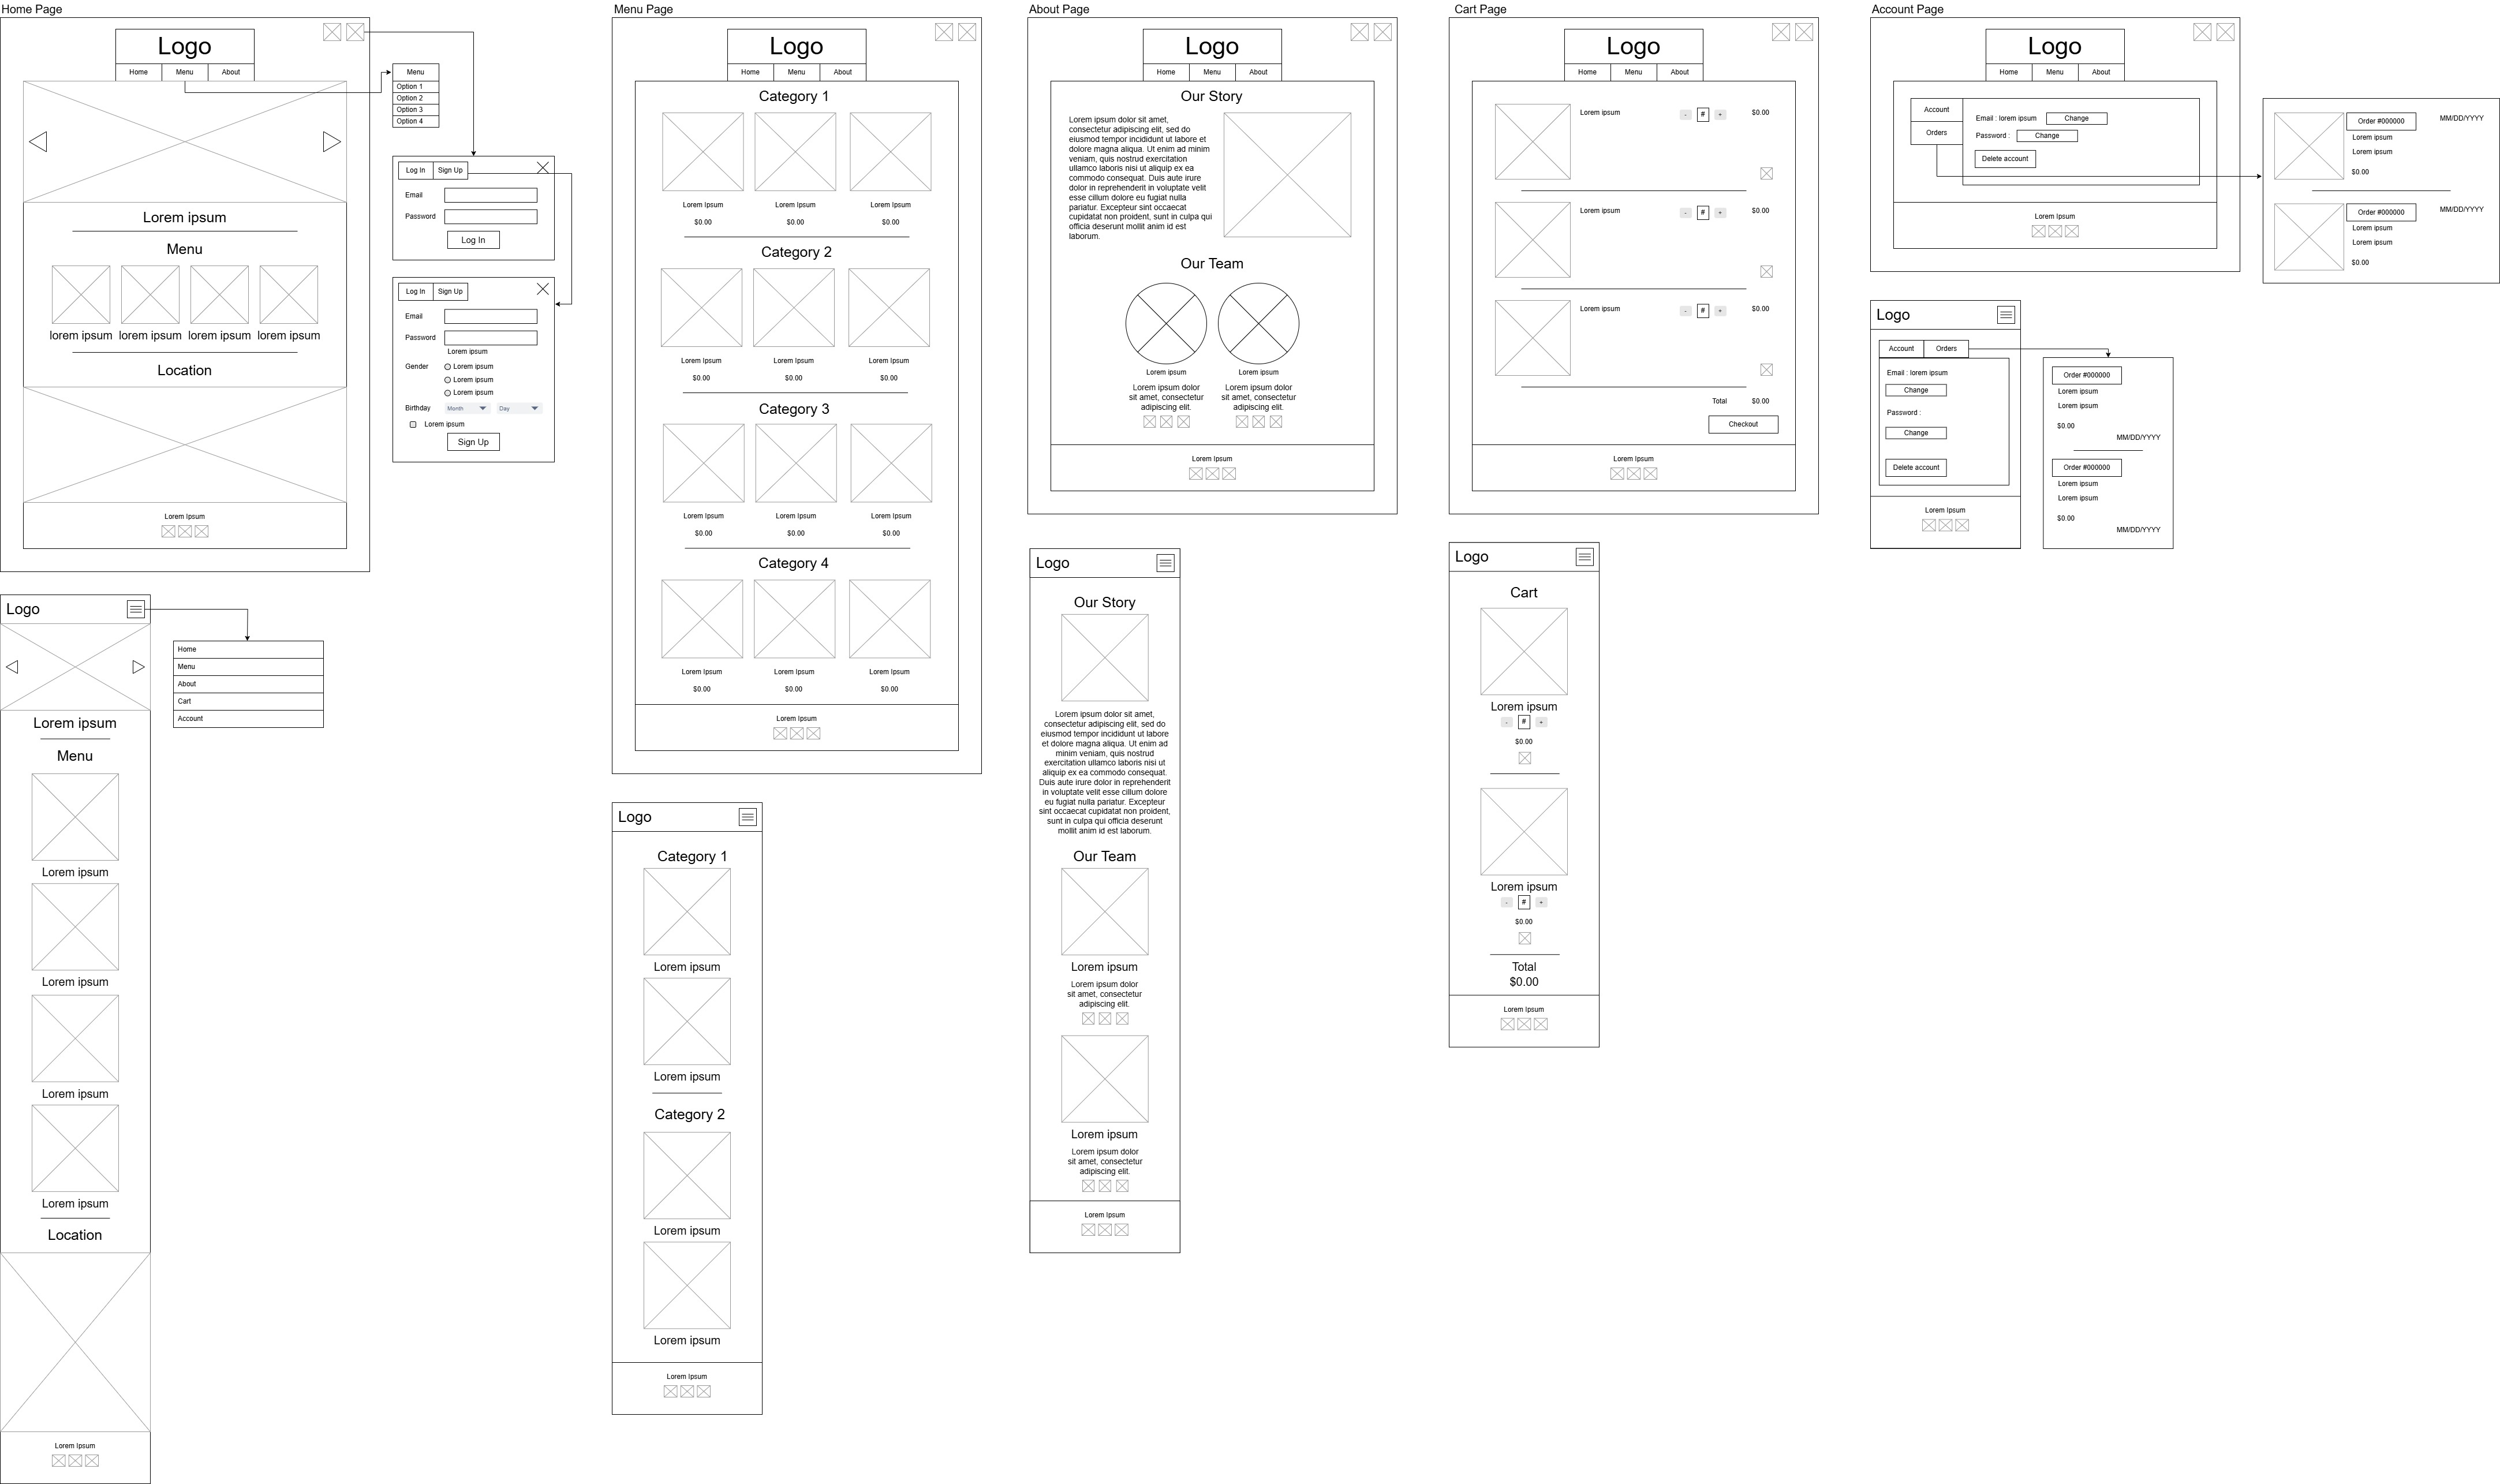 Home Page
Logo
Home Menu About
Lorem ipsum
Menu
lorem ipsum lorem ipsum lorem ipsum lorem ipsum
Location
Lorem Ipsum
Menu
Option 1
Option 2
Option 3
Option 4
Log In Sign Up
Email
Password
Log In
Log In Sign Up
Email
Password
Lorem ipsum
Gender Lorem ipsum
Lorem ipsum
Lorem ipsum
Birthday Month Day
Lorem ipsum
Sign Up
Logo
Lorem ipsum
Menu
Lorem ipsum
Lorem ipsum
Lorem ipsum
Lorem ipsum
Location
Lorem Ipsum
Home
Menu
About
Cart
Account
Menu Page
Logo
Home Menu About
Category 1
Lorem Ipsum Lorem Ipsum Lorem Ipsum
$0.00 $0.00 $0.00
Category 2
Lorem Ipsum Lorem Ipsum Lorem Ipsum
$0.00 $0.00 $0.00
Category 3
Lorem Ipsum Lorem Ipsum Lorem Ipsum
$0.00 $0.00 $0.00
Category 4
Lorem Ipsum Lorem Ipsum Lorem Ipsum
$0.00 $0.00 $0.00
Lorem Ipsum
Logo
Category 1
Lorem ipsum
Lorem ipsum
Category 2
Lorem ipsum
Lorem ipsum
Lorem Ipsum
About Page
Logo
Home Menu About
Our Story
Lorem ipsum dolor sit amet,
consectetur adipiscing elit, sed do
eiusmod tempor incididunt ut labore et
dolore magna aliqua. Ut enim ad minim
veniam, quis nostrud exercitation
ullamco laboris nisi ut aliquip ex ea
commodo consequat. Duis aute irure
dolor in reprehenderit in voluptate velit
esse cillum dolore eu fugiat nulla
pariatur. Excepteur sint occaecat
cupidatat non proident, sunt in culpa qui
officia deserunt mollit anim id est
laborum.
Our Team
Lorem ipsum Lorem ipsum
Lorem ipsum dolor Lorem ipsum dolor
sit amet, consectetur sit amet, consectetur
adipiscing elit. adipiscing elit.
Lorem Ipsum
Logo
Our Story
Lorem ipsum dolor sit amet,
consectetur adipiscing elit, sed do
eiusmod tempor incididunt ut labore
et dolore magna aliqua. Ut enim ad
minim veniam, quis nostrud
exercitation ullamco laboris nisi ut
aliquip ex ea commodo consequat.
Duis aute irure dolor in reprehenderit
in voluptate velit esse cillum dolore
eu fugiat nulla pariatur. Excepteur
sint occaecat cupidatat non proident,
sunt in culpa qui officia deserunt
mollit anim id est laborum.
Our Team
Lorem ipsum
Lorem ipsum dolor
sit amet, consectetur
adipiscing elit.
Lorem ipsum
Lorem ipsum dolor
sit amet, consectetur
adipiscing elit.
Lorem Ipsum
Cart Page
Logo
Home Menu About
Lorem ipsum - # + $0.00
Lorem ipsum - # + $0.00
Lorem ipsum - # + $0.00
Total $0.00
Checkout
Lorem Ipsum
Logo
Cart
Lorem ipsum
- # +
$0.00
Lorem ipsum
- # +
$0.00
Total
$0.00
Lorem Ipsum
Account Page
Logo
Home Menu About
Account
Orders
Email : lorem ipsum Change
Password : Change
Delete account
Lorem Ipsum
Order #000000 MM/DD/YYYY
Lorem ipsum
Lorem ipsum
$0.00
Order #000000 MM/DD/YYYY
Lorem ipsum
Lorem ipsum
$0.00
Logo
Account Orders
Email : lorem ipsum
Change
Password :
Change
Delete account
Lorem Ipsum
Order #000000
Lorem ipsum
Lorem ipsum
$0.00
MM/DD/YYYY
Order #000000
Lorem ipsum
Lorem ipsum
$0.00
MM/DD/YYYY